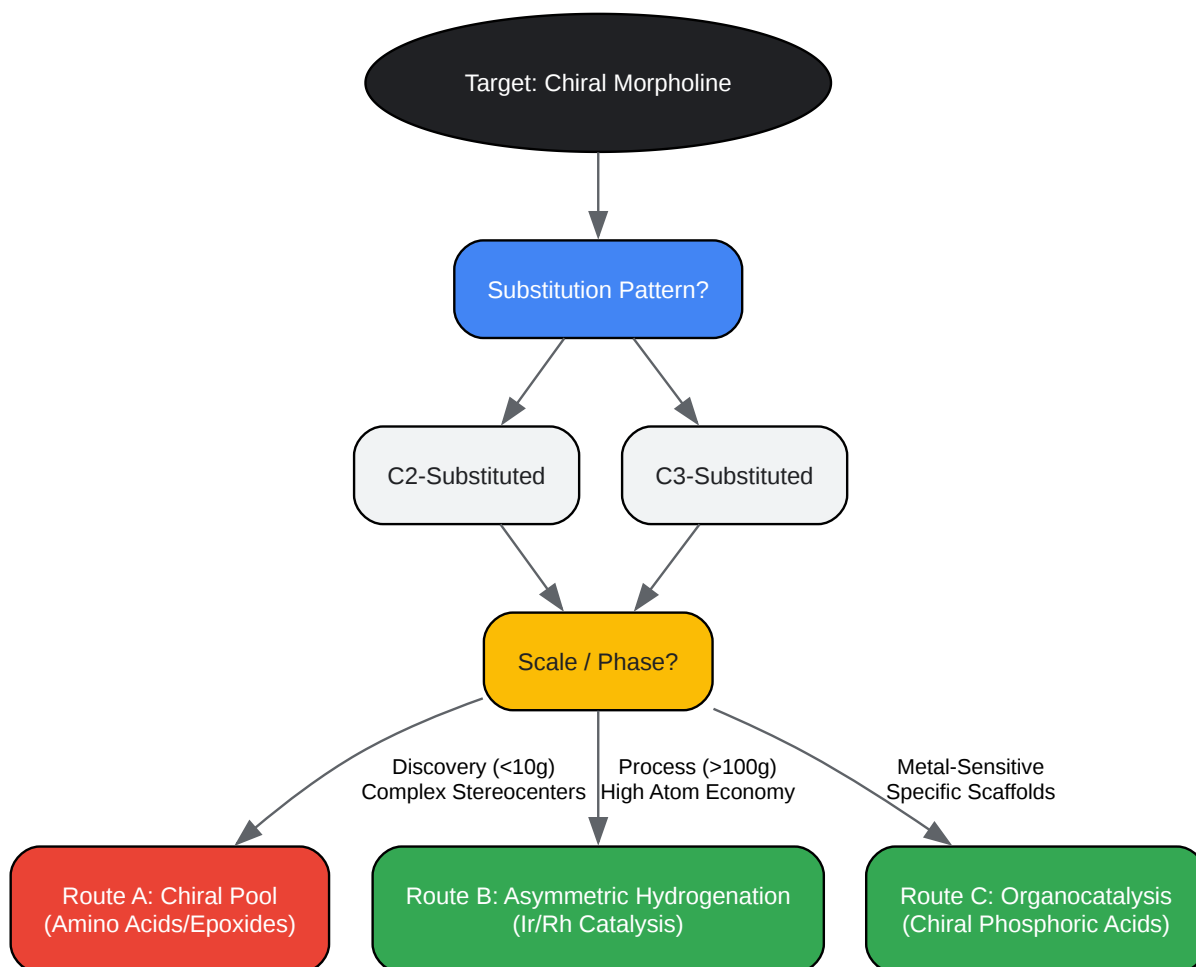 Target: Chiral Morpholine
Substitution Pattern?
C2-Substituted
C3-Substituted
Scale / Phase?
Discovery (<10g)
Complex Stereocenters
Process (>100g)
High Atom Economy
Metal-Sensitive
Specific Scaffolds
Route A: Chiral Pool
(Amino Acids/Epoxides)
Route B: Asymmetric Hydrogenation
(Ir/Rh Catalysis)
Route C: Organocatalysis
(Chiral Phosphoric Acids)